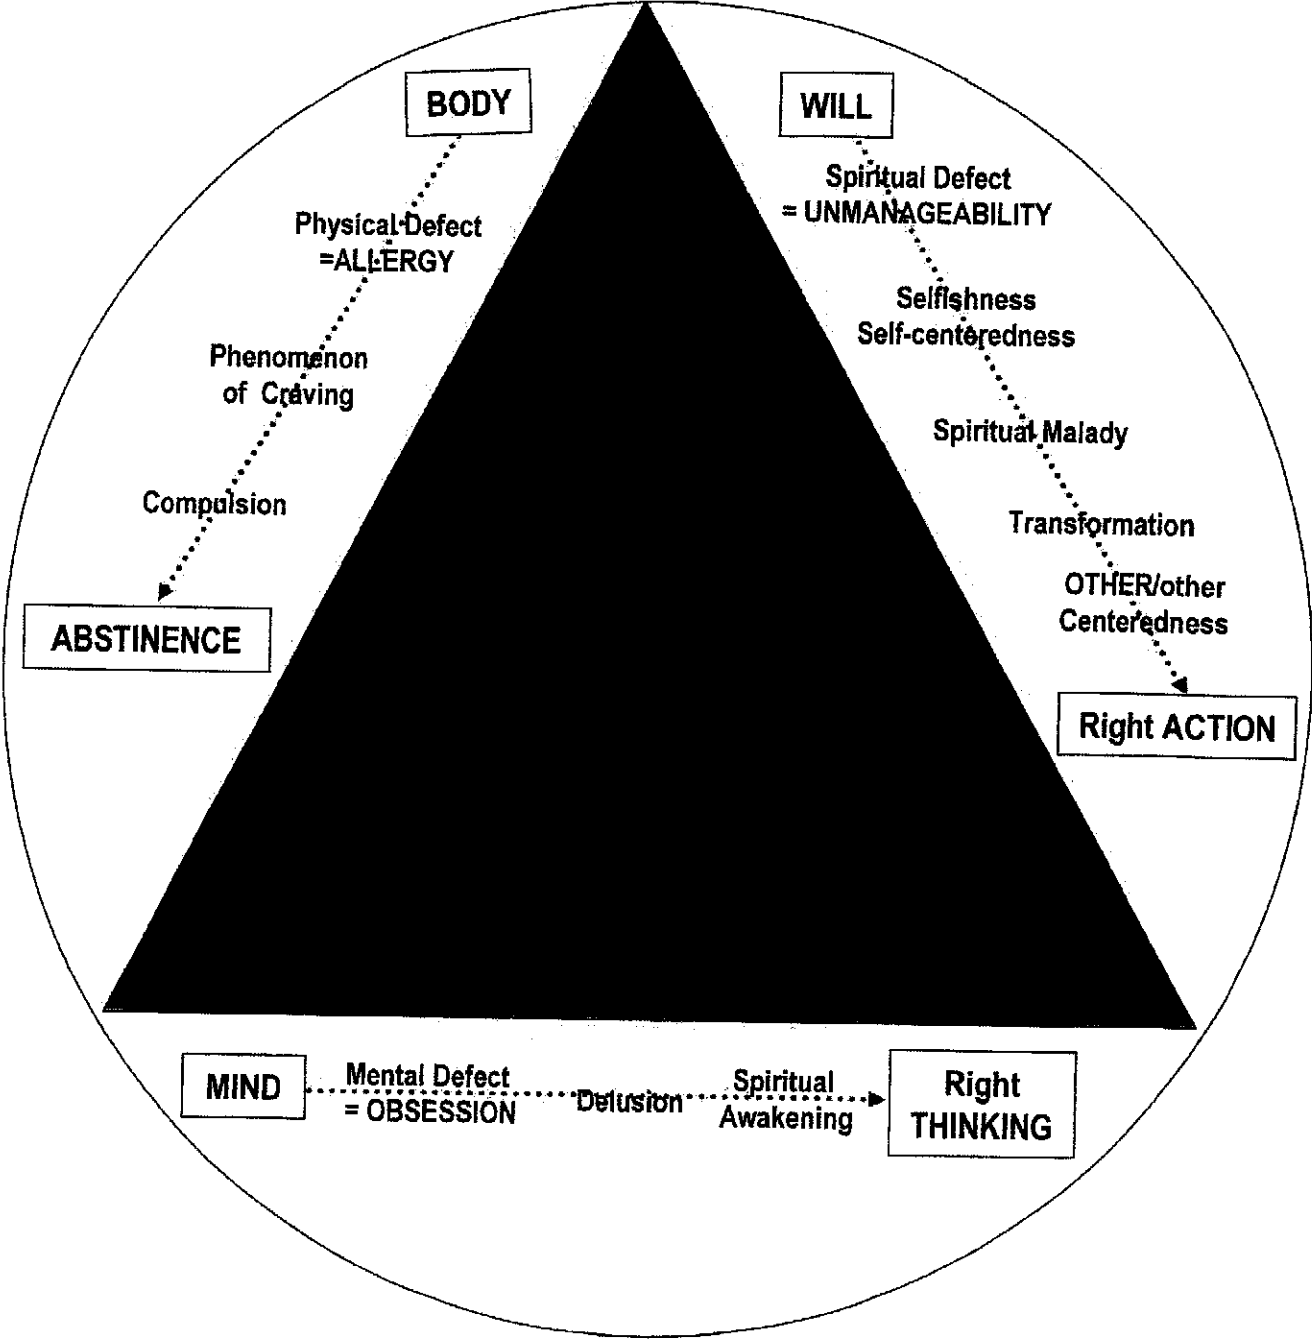 BODY
Physical Defect
=ALLERGY
Phenomenon
of Craving
Compulsion
ABSTINENCE
WILL
Spiritual Defect
= UNMANAGEABILITY
Selfishness
Self-centeredness
Spiritual Malady
Transformation
OTHER/other
Centeredness
Right ACTION
MIND
Mental Defect
= OBSESSION
Delusion
Spiritual
Awakening
Right
THINKING